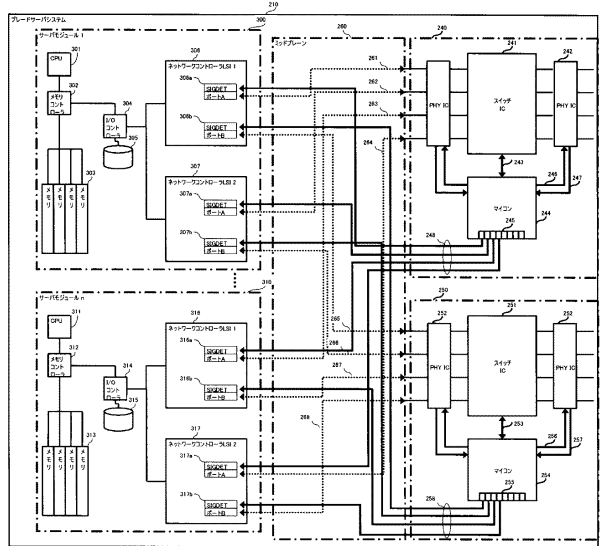 210
ブレードサーバシステム
300
サーバモジュール 1
301
CPU
302
メモリ
コント
ローラ
304
I/O
コント
ローラ
305
303
メモリ
メモリ
メモリ
メモリ
306
ネットワークコントローラLSI 1
306a
SIGDET
ポートA
306b
SIGDET
ポートB
307
ネットワークコントローラLSI 2
307a
SIGDET
ポートA
307b
SIGDET
ポートB
310
サーバモジュール n
311
CPU
312
メモリ
コント
ローラ
314
I/O
コント
ローラ
315
313
メモリ
メモリ
メモリ
メモリ
316
ネットワークコントローラLSI 1
316a
SIGDET
ポートA
316b
SIGDET
ポートB
317
ネットワークコントローラLSI 2
317a
SIGDET
ポートA
317b
SIGDET
ポートB
260
ミッドプレーン
261
262
263
264
265
266
267
268
240
241
242
PHY IC
スイッチ
IC
PHY IC
243
246
247
マイコン
245
244
248
250
252
251
252
PHY IC
スイッチ
IC
PHY IC
253
256
257
マイコン
255
254
258